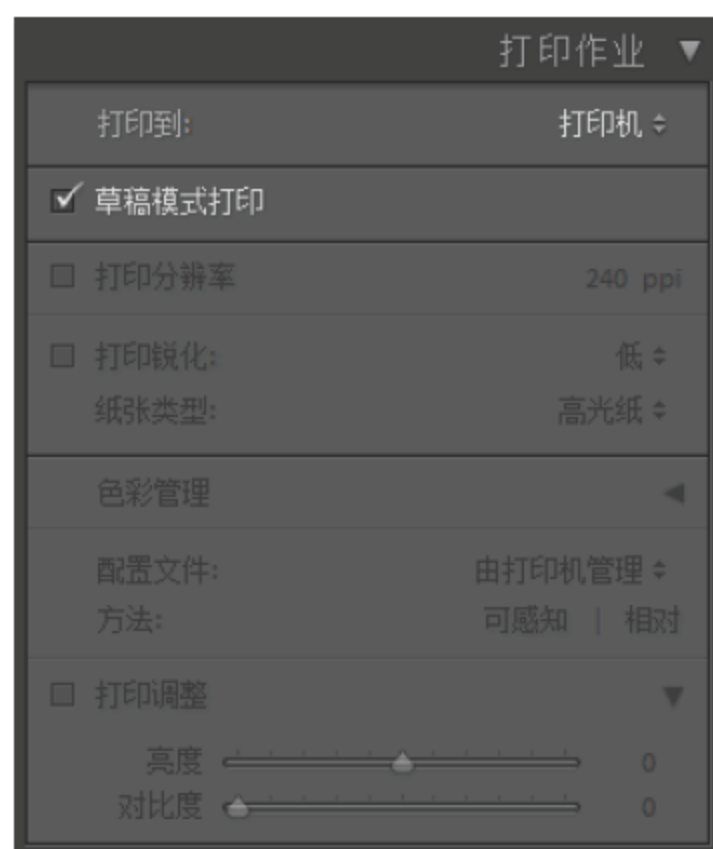 打印作业
打印到: 打印机
草稿模式打印
打印分辨率 240 ppi
打印锐化: 低
纸张类型: 高光纸
色彩管理
配置文件: 由打印机管理
方法: 可感知 | 相对
打印调整
亮度 0
对比度 0